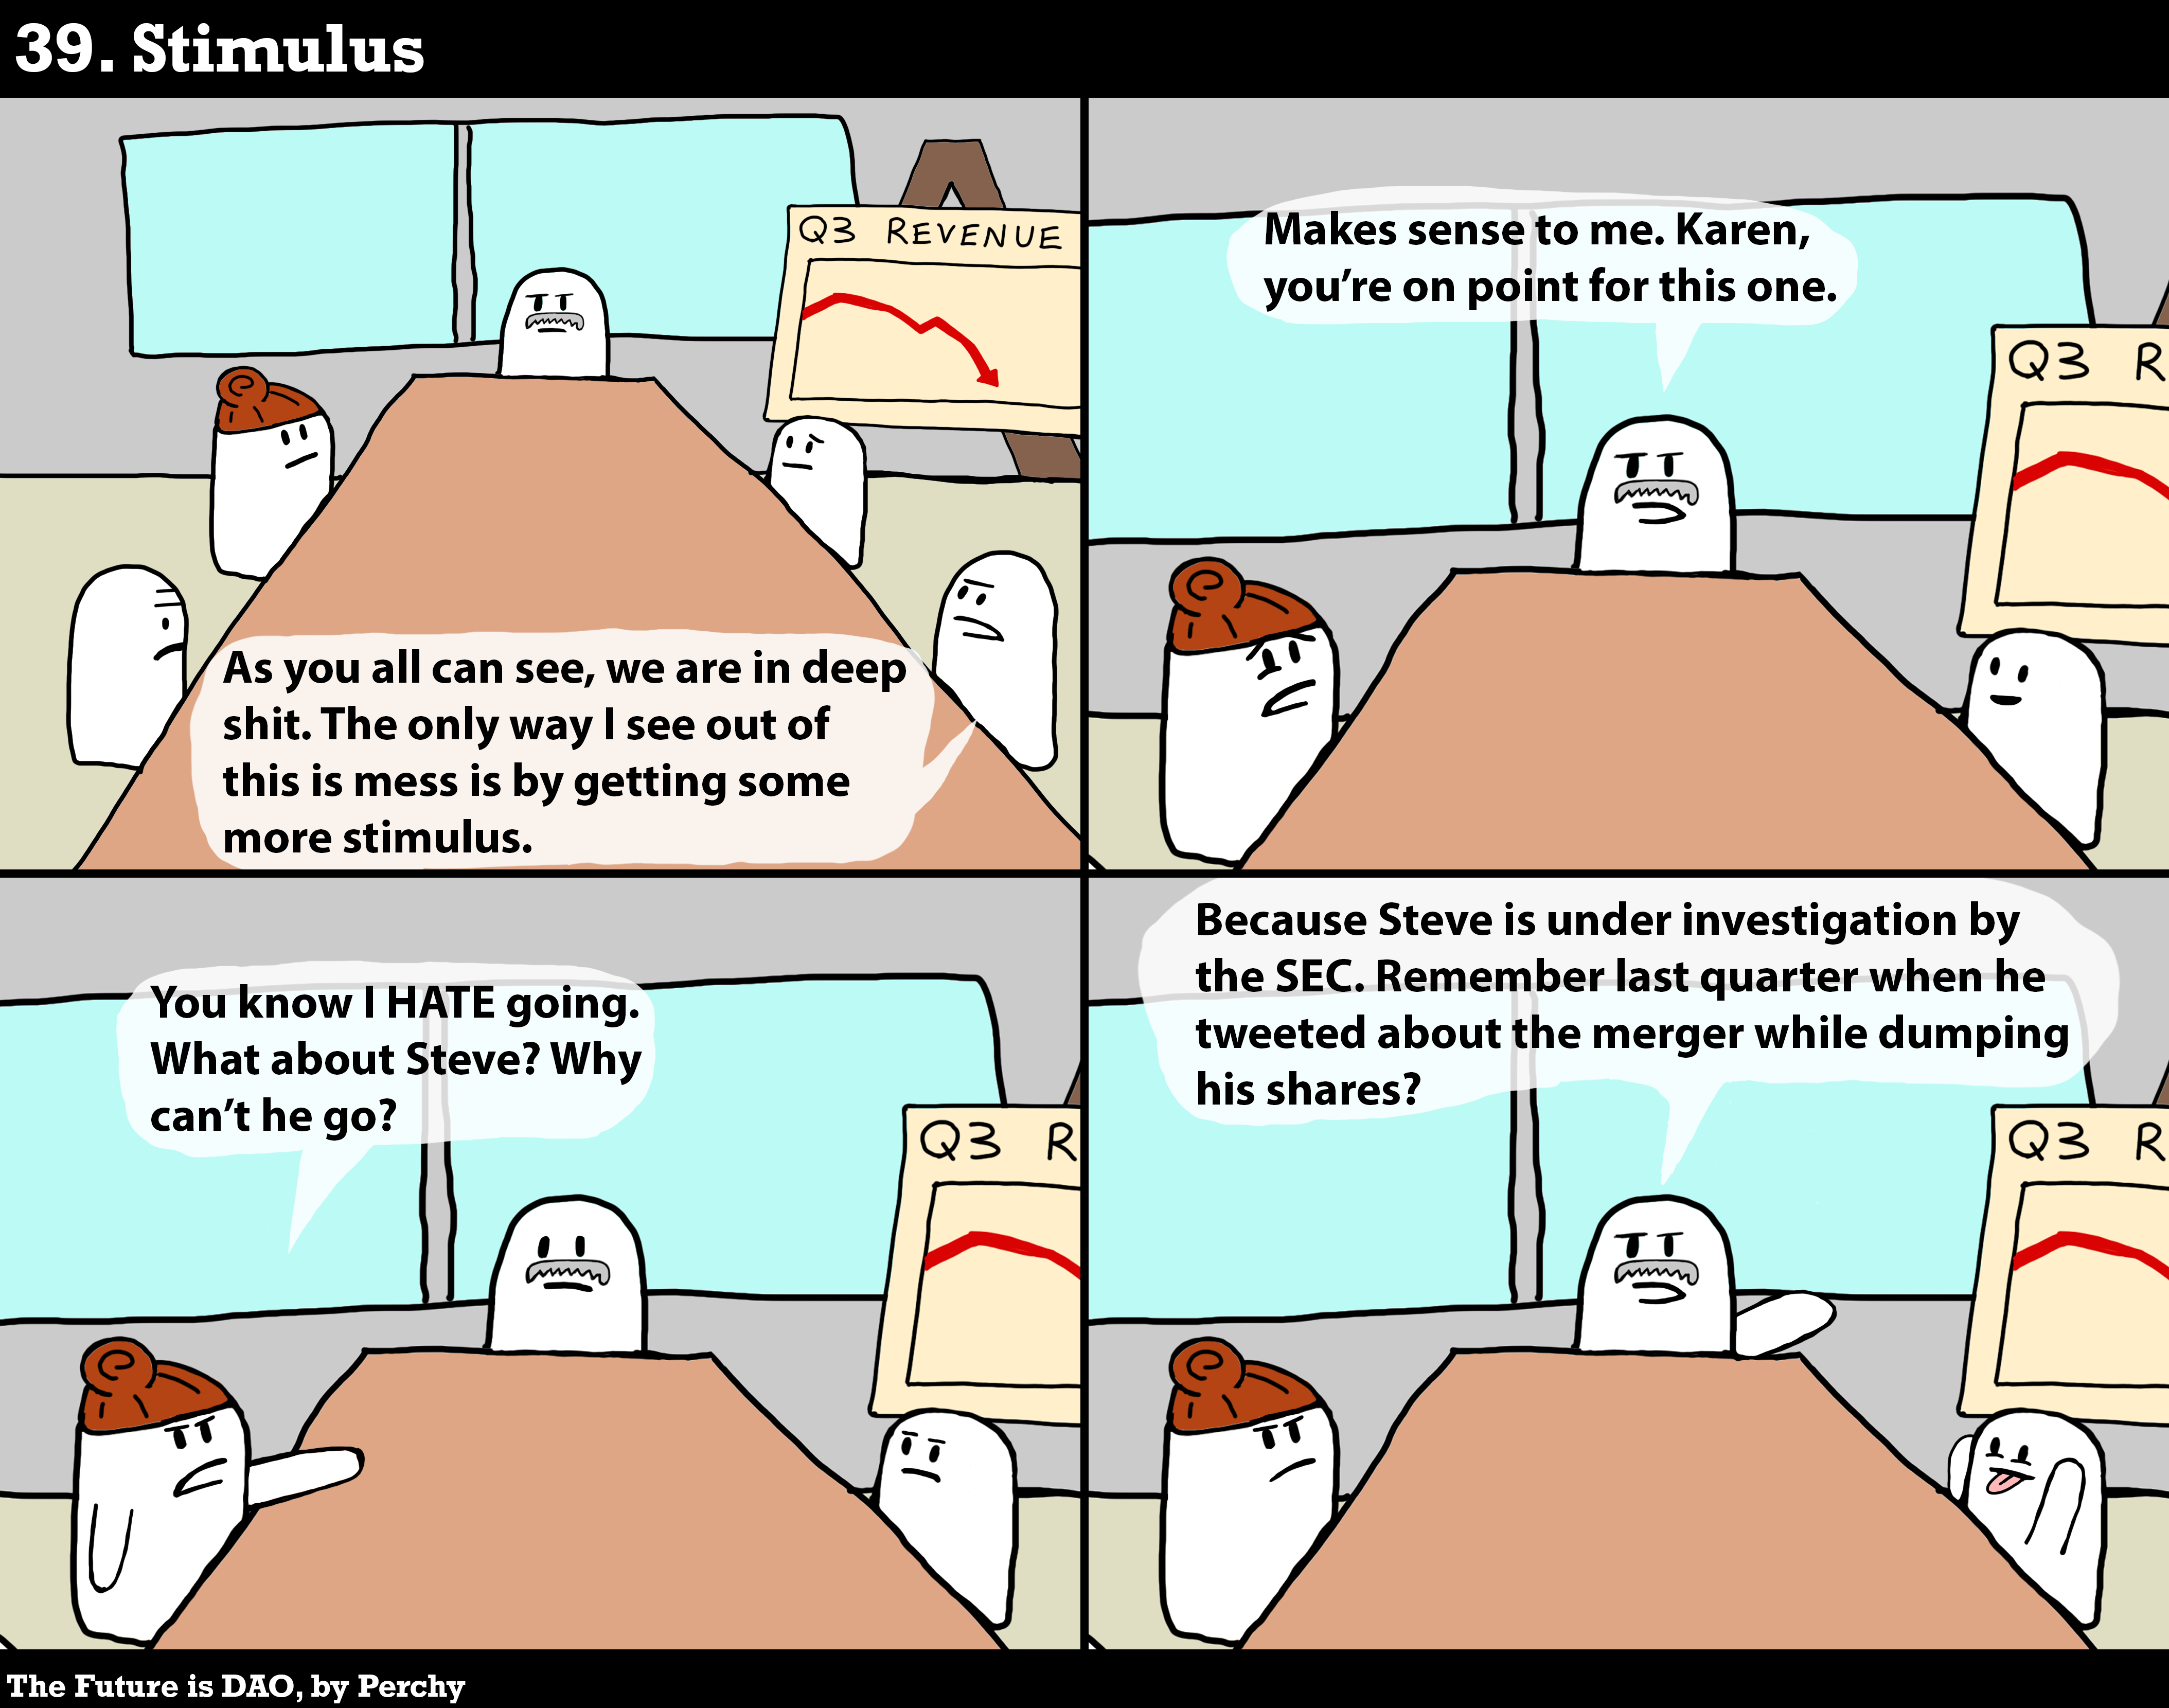 39. Stimulus
Q3 REVENUE
As you all can see, we are in deep
shit. The only way I see out of
this is mess is by getting some
more stimulus.
Makes sense to me. Karen,
you're on point for this one.
Q3 R
You know I HATE going.
What about Steve? Why
can't he go?
Q3 R
Because Steve is under investigation by
the SEC. Remember last quarter when he
tweeted about the merger while dumping
his shares?
Q3 R
The Future is DAO, by Perchy